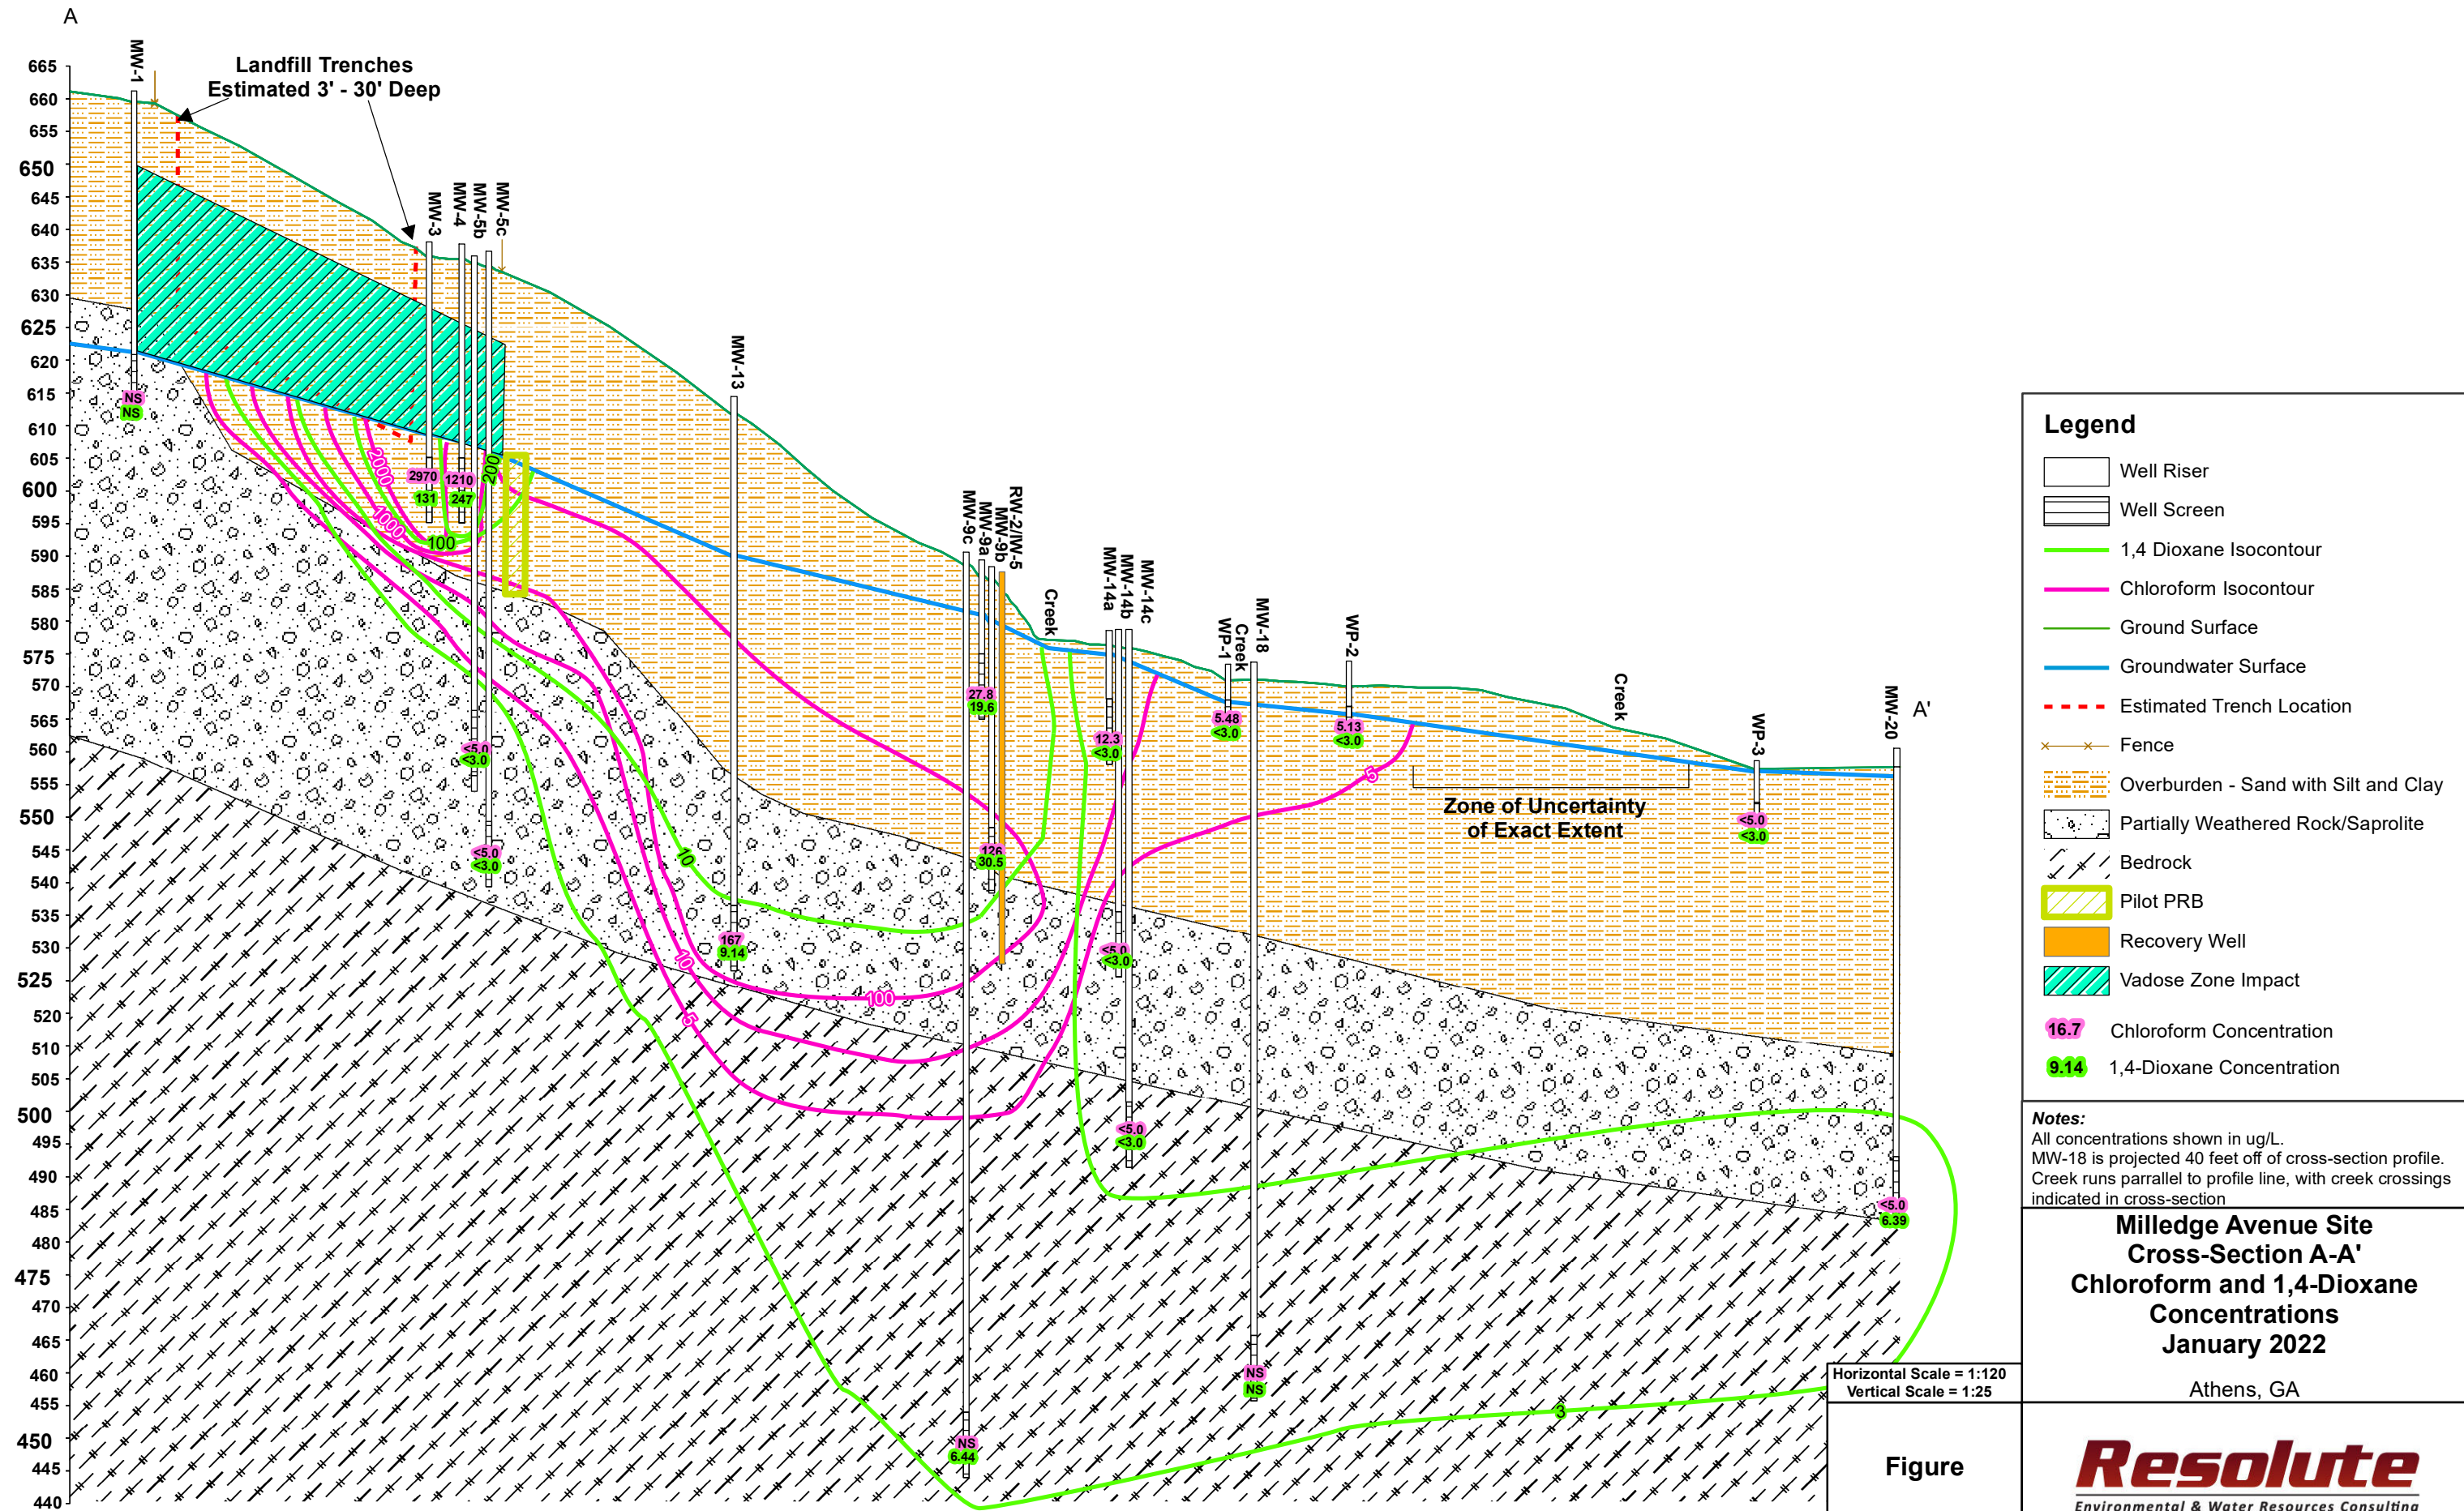 A
Landfill Trenches
Estimated 3' - 30' Deep
MW-1
MW-3
MW-4
MW-5b
MW-5c
MW-13
MW-9c
MW-9a
MW-9b
RW-2/IW-5
Creek
MW-14a
MW-14b
MW-14c
WP-1
Creek
MW-18
WP-2
Creek
WP-3
MW-20
A'
665
660
655
650
645
640
635
630
625
620
615
610
605
600
595
590
585
580
575
570
565
560
555
550
545
540
535
530
525
520
510
505
500
495
490
485
480
475
470
465
460
455
450
445
440
NS
NS
2000
2970
131
1210
247
200
1000
100
<5.0
<3.0
<5.0
<3.0
10
167
9.14
10
5
100
27.8
19.6
126
30.5
12.3
<3.0
<5.0
<3.0
<5.0
<3.0
5.48
<3.0
5.13
<3.0
5
Zone of Uncertainty
of Exact Extent
<5.0
<3.0
<5.0
6.39
NS
NS
NS
6.44
3
Legend
Well Riser
Well Screen
1,4 Dioxane Isocontour
Chloroform Isocontour
Ground Surface
Groundwater Surface
Estimated Trench Location
Fence
Overburden - Sand with Silt and Clay
Partially Weathered Rock/Saprolite
Bedrock
Pilot PRB
Recovery Well
Vadose Zone Impact
16.7 Chloroform Concentration
9.14 1,4-Dioxane Concentration
Notes:
All concentrations shown in ug/L.
MW-18 is projected 40 feet off of cross-section profile.
Creek runs parrallel to profile line, with creek crossings
indicated in cross-section
Milledge Avenue Site
Cross-Section A-A'
Chloroform and 1,4-Dioxane
Concentrations
January 2022
Athens, GA
Horizontal Scale = 1:120
Vertical Scale = 1:25
Figure
Resolute
Environmental & Water Resources Consulting